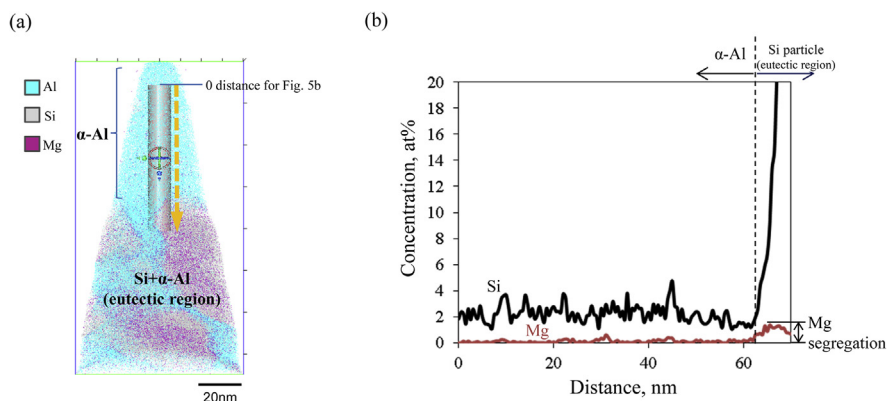 (a)
0 distance for Fig. 5b
Al
Si
Mg
α-Al
Si+α-Al
(eutectic region)
20nm
(b)
α-Al
Si particle
(eutectic region)
Concentration, at%
20
18
16
14
12
10
8
6
4
2
0
Si
Mg
Mg
segregation
0
20
40
60
Distance, nm